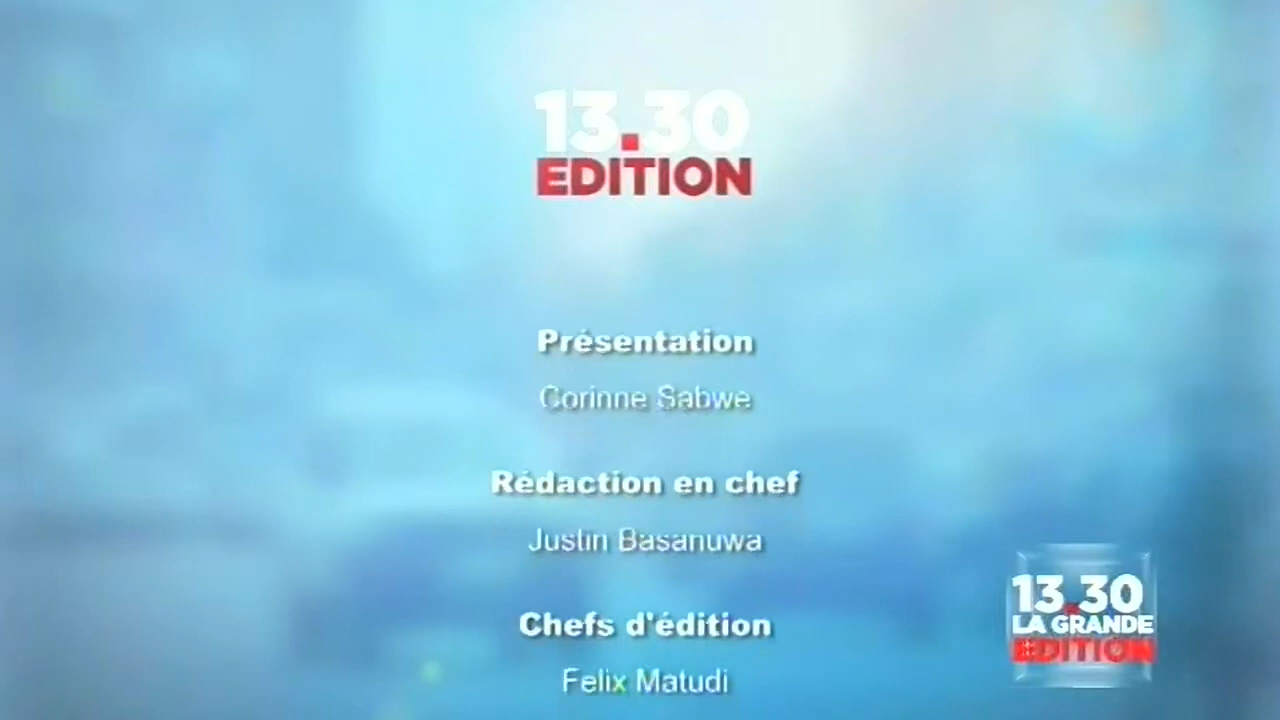 13.30
EDITION
Présentation
Corinne Sabwe
Rédaction en chef
Justin Basanuwa
Chefs d'édition
Felix Matudi
13.30
LA GRANDE
EDITION